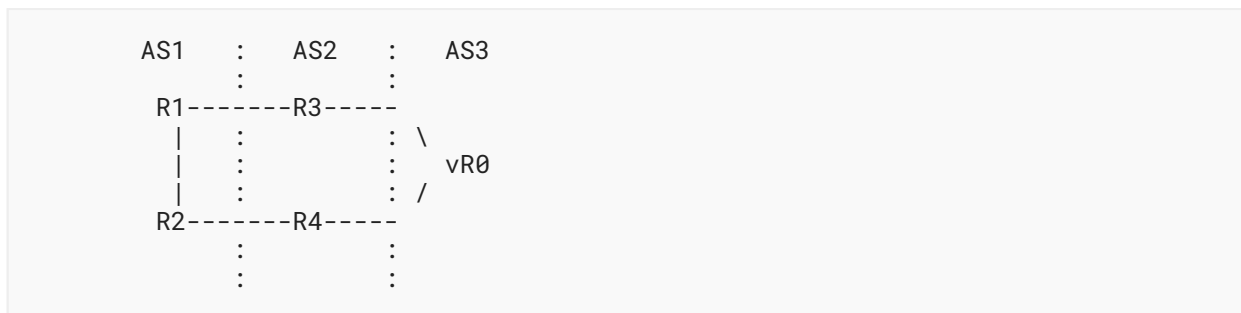 AS1   :   AS2   :   AS3
      :         :
 R1-------R3-----
  |   :         : \
  |   :         :   vR0
  |   :         : /
 R2-------R4-----
      :         :
      :         :